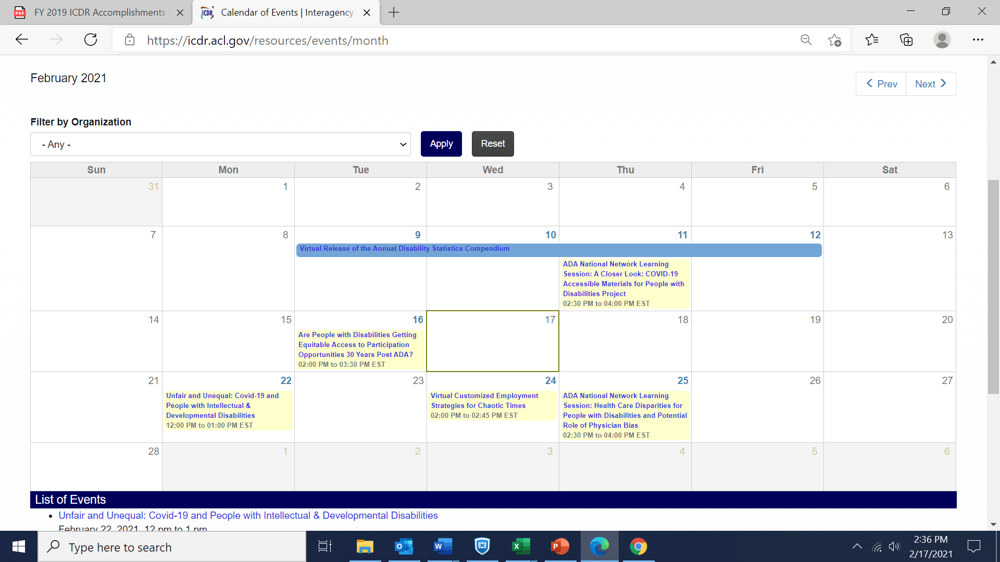 FY 2019 ICDR Accomplishments
Calendar of Events | Interagency
https://icdr.acl.gov/resources/events/month
February 2021
Prev
Next
Filter by Organization
- Any -
Apply
Reset
Sun Mon Tue Wed Thu Fri Sat
31 1 2 3 4 5 6
7 8 9 10 11 12 13
Virtual Release of the Annual Disability Statistics Compendium
ADA National Network Learning
Session: A Closer Look: COVID-19
Accessible Materials for People with
Disabilities Project
02:30 PM to 04:00 PM EST
14 15 16 17 18 19 20
Are People with Disabilities Getting
Equitable Access to Participation
Opportunities 30 Years Post ADA?
02:00 PM to 03:30 PM EST
21 22 23 24 25 26 27
Unfair and Unequal: Covid-19 and
People with Intellectual &
Developmental Disabilities
12:00 PM to 01:00 PM EST
Virtual Customized Employment
Strategies for Chaotic Times
02:00 PM to 02:45 PM EST
ADA National Network Learning
Session: Health Care Disparities for
People with Disabilities and Potential
Role of Physician Bias
02:30 PM to 04:00 PM EST
28 1 2 3 4 5 6
List of Events
Unfair and Unequal: Covid-19 and People with Intellectual & Developmental Disabilities
February 22, 2021, 12 pm to 1 pm
Type here to search
2:36 PM
2/17/2021